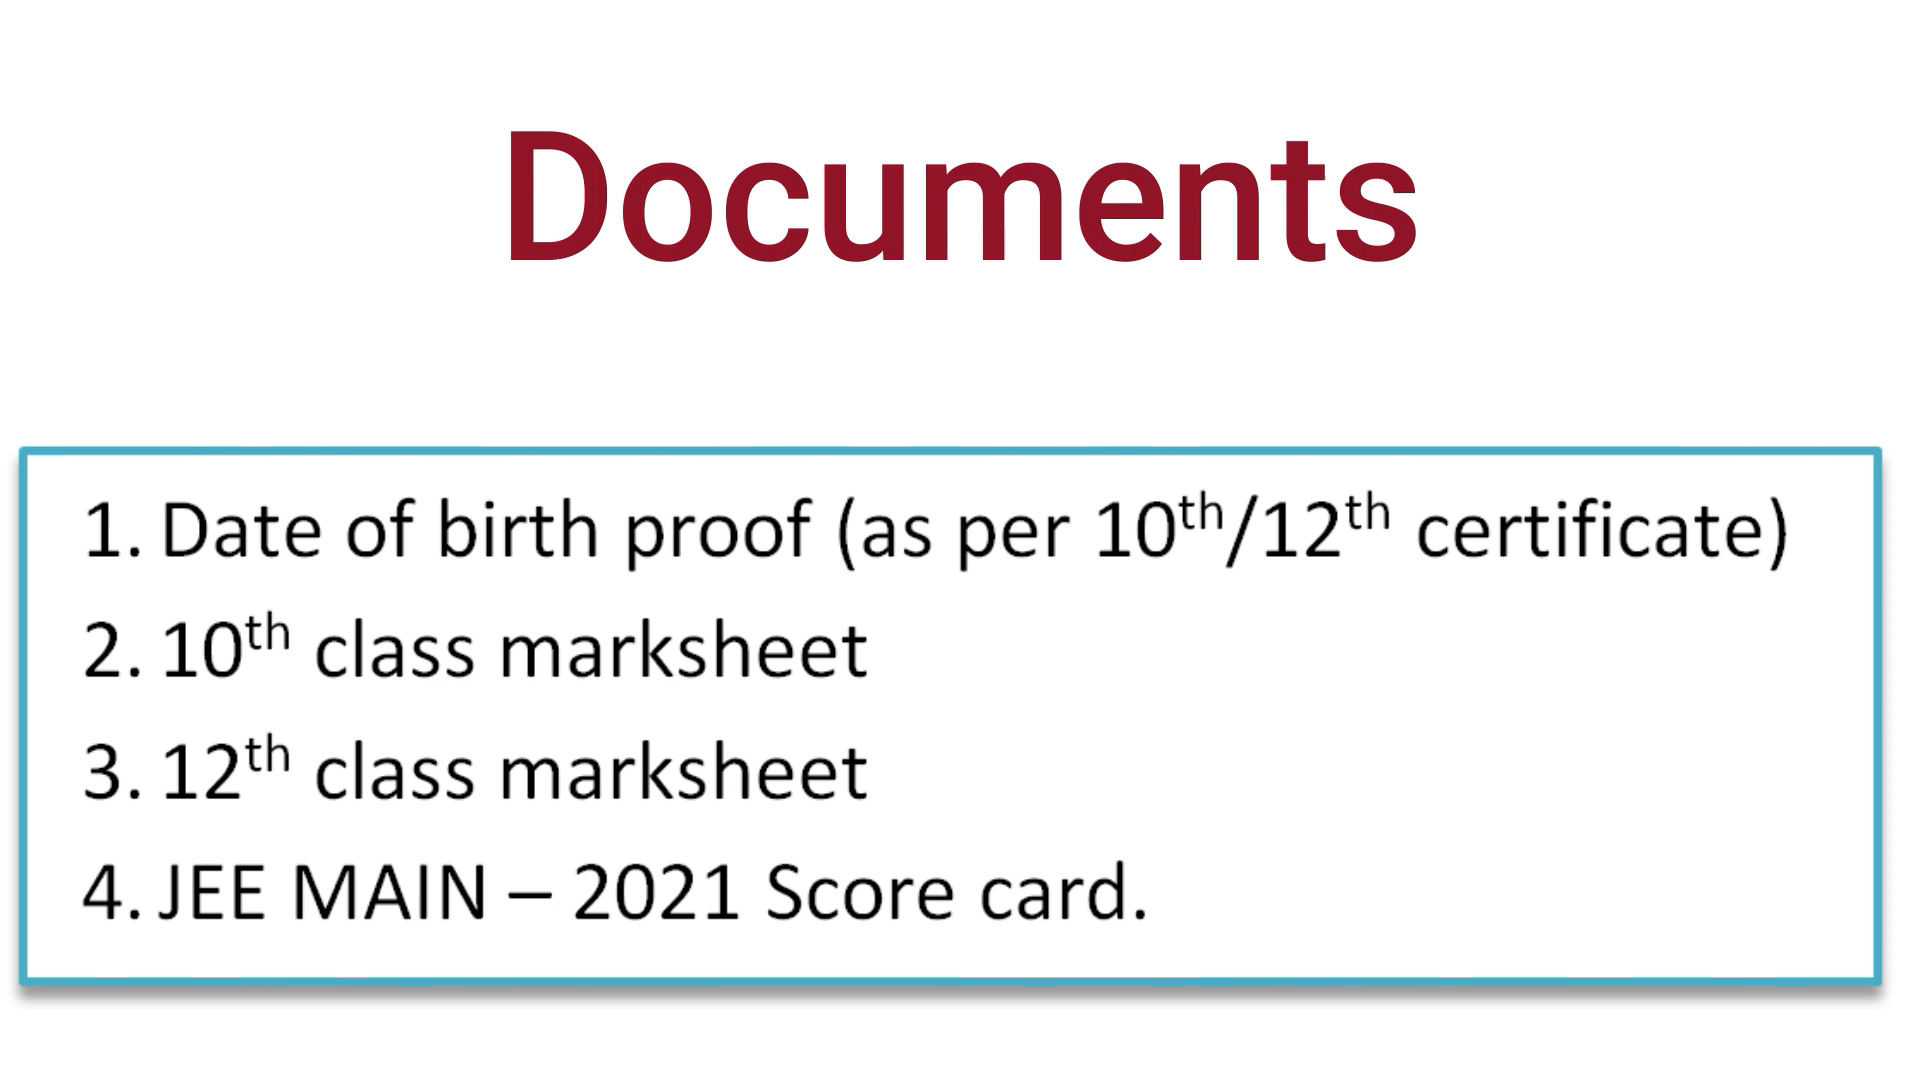 Documents
1. Date of birth proof (as per 10th/12th certificate)
2. 10th class marksheet
3. 12th class marksheet
4. JEE MAIN – 2021 Score card.